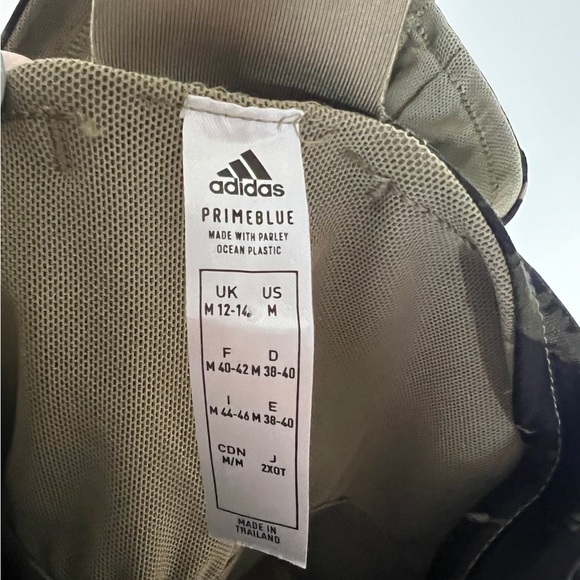 adidas
PRIMEBLUE
MADE WITH PARLEY
OCEAN PLASTIC
UK US
M 12-14 M
F D
M 40-42 M 38-40
I E
M 44-46 M 38-40
CDN J
M/M 2XOT
MADE IN
THAILAND